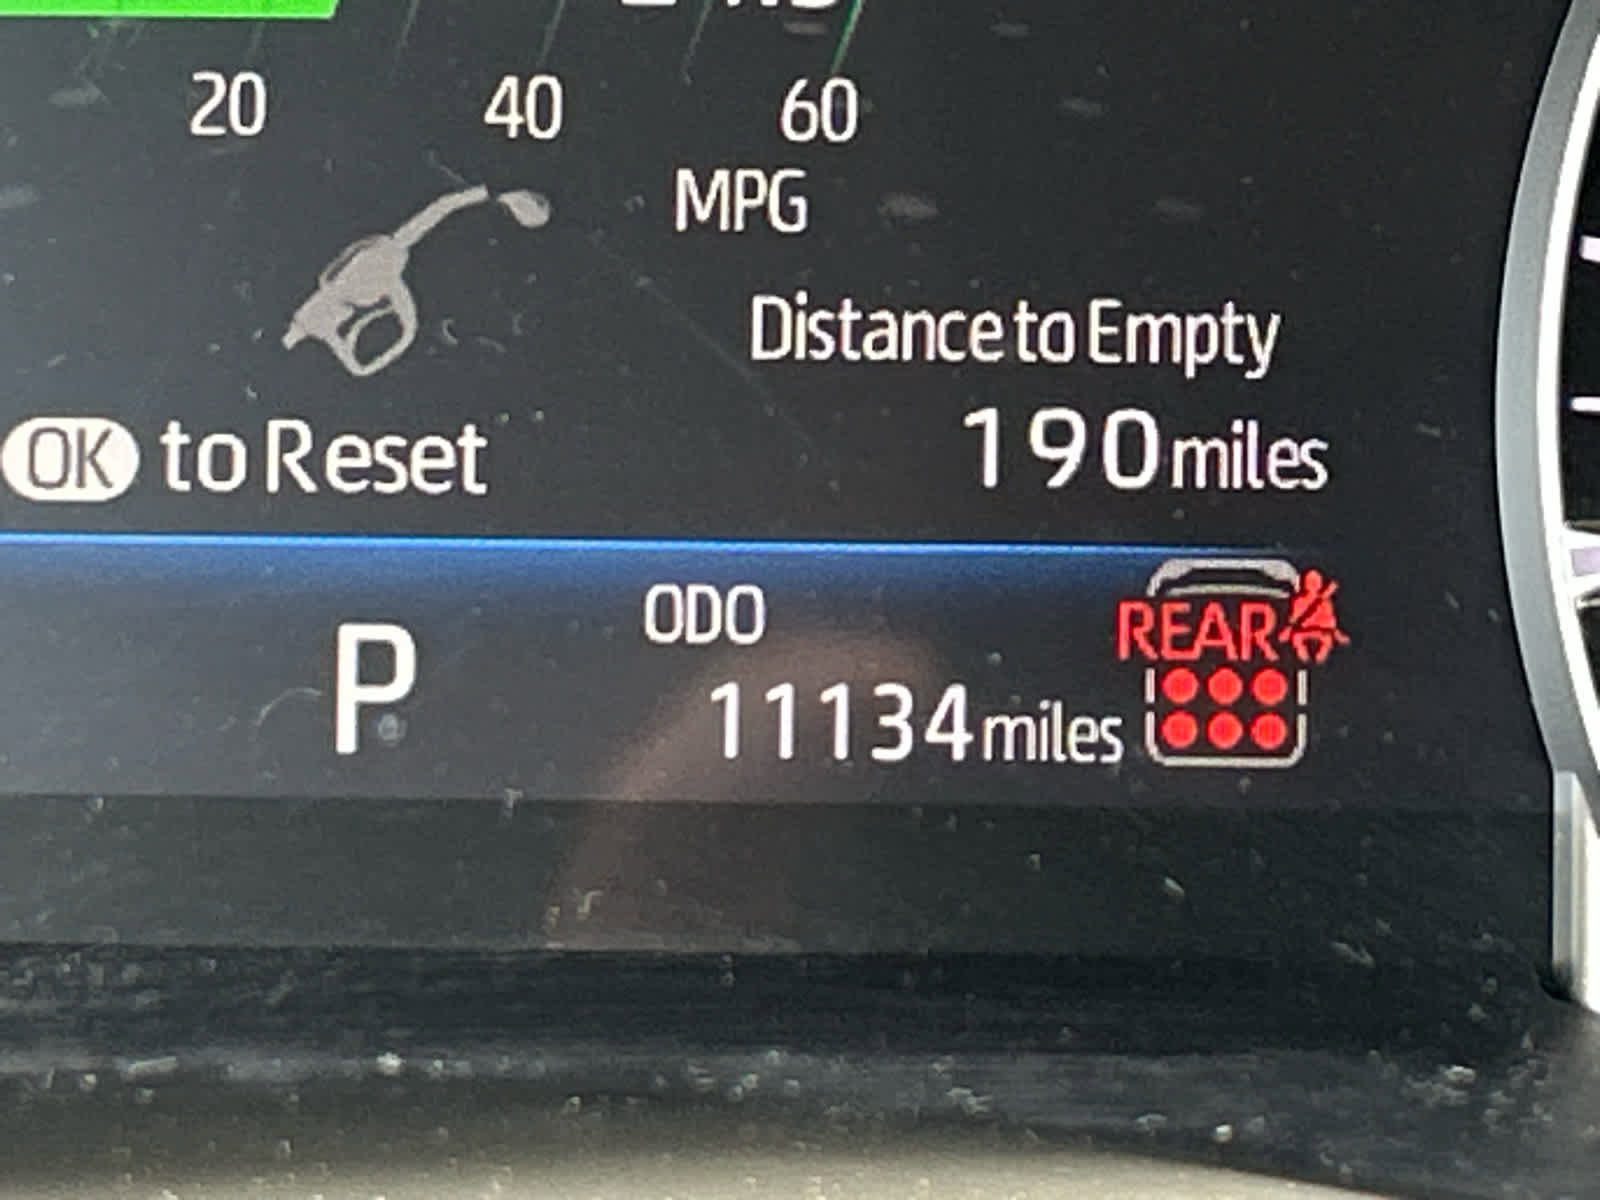 20 40 60
MPG
Distance to Empty
OK to Reset 190 miles
P ODO REAR
11134 miles